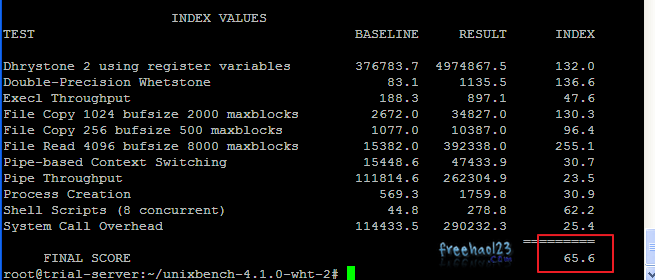 INDEX VALUES
TEST BASELINE RESULT INDEX
Dhrystone 2 using register variables 376783.7 4974867.5 132.0
Double-Precision Whetstone 83.1 1135.5 136.6
Execl Throughput 188.3 897.1 47.6
File Copy 1024 bufsize 2000 maxblocks 2672.0 34827.0 130.3
File Copy 256 bufsize 500 maxblocks 1077.0 10387.0 96.4
File Read 4096 bufsize 8000 maxblocks 15382.0 392338.0 255.1
Pipe-based Context Switching 15448.6 47433.9 30.7
Pipe Throughput 111814.6 262304.9 23.5
Process Creation 569.3 1759.8 30.9
Shell Scripts (8 concurrent) 44.8 278.8 62.2
System Call Overhead 114433.5 290232.3 25.4
=========
freehao123
.com
FINAL SCORE 65.6
root@trial-server:~/unixbench-4.1.0-wht-2#